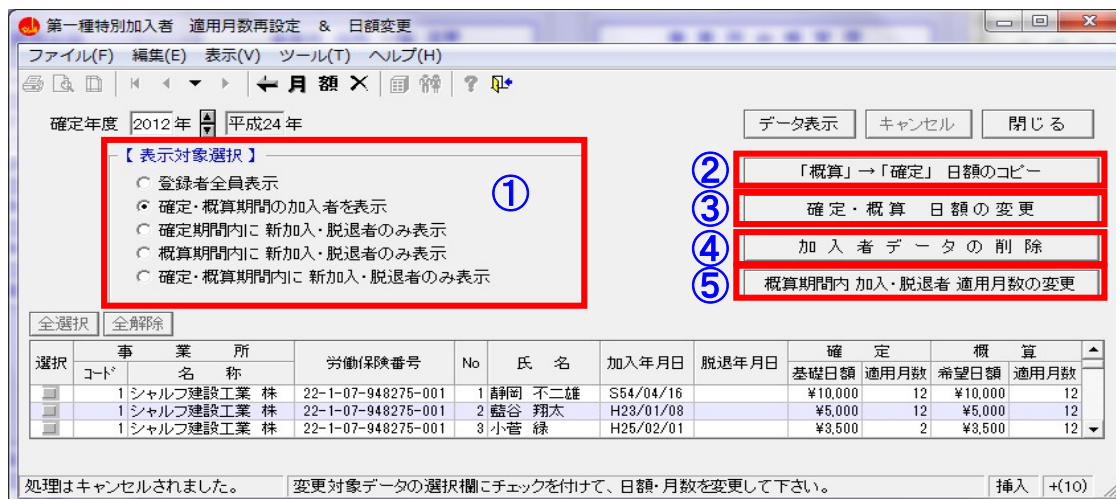 第一種特別加入者 適用月数再設定 & 日額変更
ファイル(F) 編集(E) 表示(V) ツール(T) ヘルプ(H)
月 額
確定年度 2012 年 平成24 年
データ表示 キャンセル 閉じる
【 表示対象選択 】
登録者全員表示
確定・概算期間の加入者を表示
確定期間内に 新加入・脱退者のみ表示
概算期間内に 新加入・脱退者のみ表示
確定・概算期間内に 新加入・脱退者のみ表示
①
② 「概算」→「確定」 日額のコピー
③ 確定・概算 日額の変更
④ 加入者データの削除
⑤ 概算期間内 加入・脱退者 適用月数の変更
全選択 全解除
選択 事業所 労働保険番号 No 氏名 加入年月日 脱退年月日 確定 概算
コード 名称 基礎日額 適用月数 希望日額 適用月数
1 シャルフ建設工業 株 22-1-07-948275-001 1 静岡 不二雄 S54/04/16 ¥10,000 12 ¥10,000 12
1 シャルフ建設工業 株 22-1-07-948275-001 2 藍谷 翔太 H23/01/08 ¥5,000 12 ¥5,000 12
1 シャルフ建設工業 株 22-1-07-948275-001 3 小菅 緑 H25/02/01 ¥3,500 2 ¥3,500 12
処理はキャンセルされました。 変更対象データの選択欄にチェックを付けて、日額・月数を変更して下さい。 挿入 +(10)